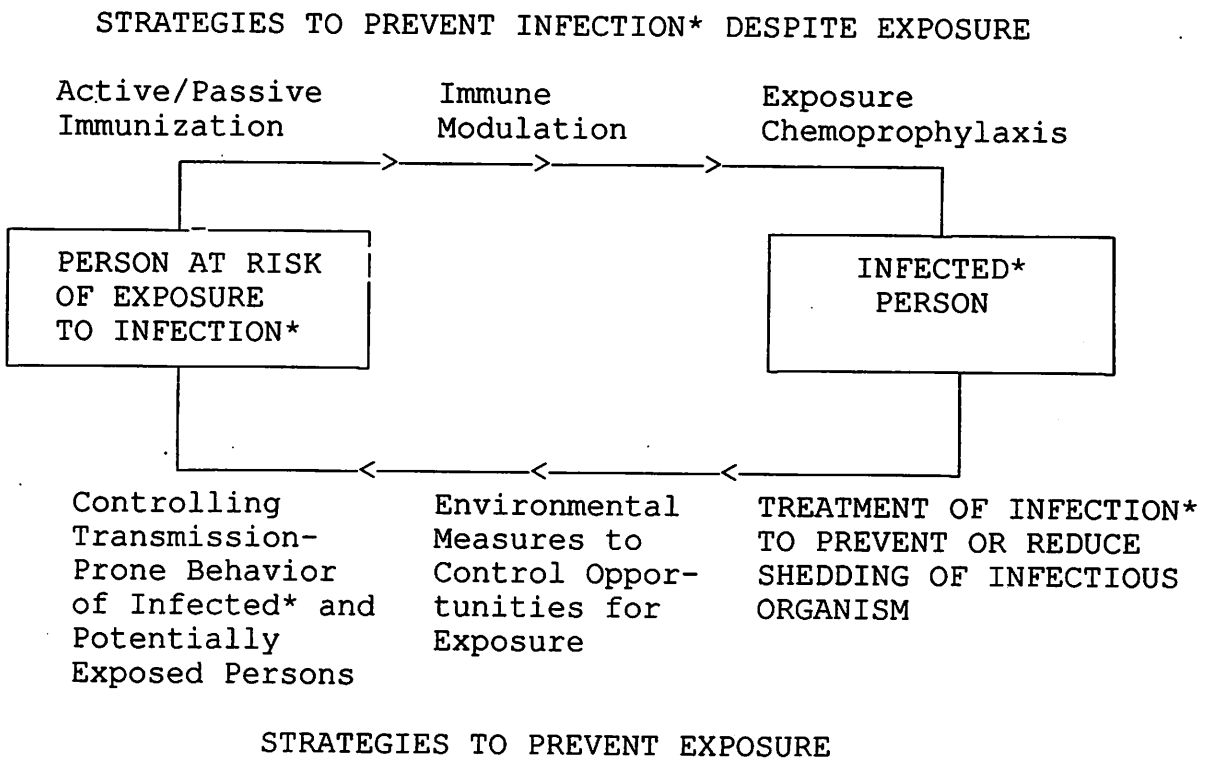 STRATEGIES TO PREVENT INFECTION* DESPITE EXPOSURE
Active/Passive
Immunization
Immune
Modulation
Exposure
Chemoprophylaxis
PERSON AT RISK
OF EXPOSURE
TO INFECTION*
INFECTED*
PERSON
Controlling
Transmission-
Prone Behavior
of Infected* and
Potentially
Exposed Persons
Environmental
Measures to
Control Oppor-
tunities for
Exposure
TREATMENT OF INFECTION*
TO PREVENT OR REDUCE
SHEDDING OF INFECTIOUS
ORGANISM
STRATEGIES TO PREVENT EXPOSURE